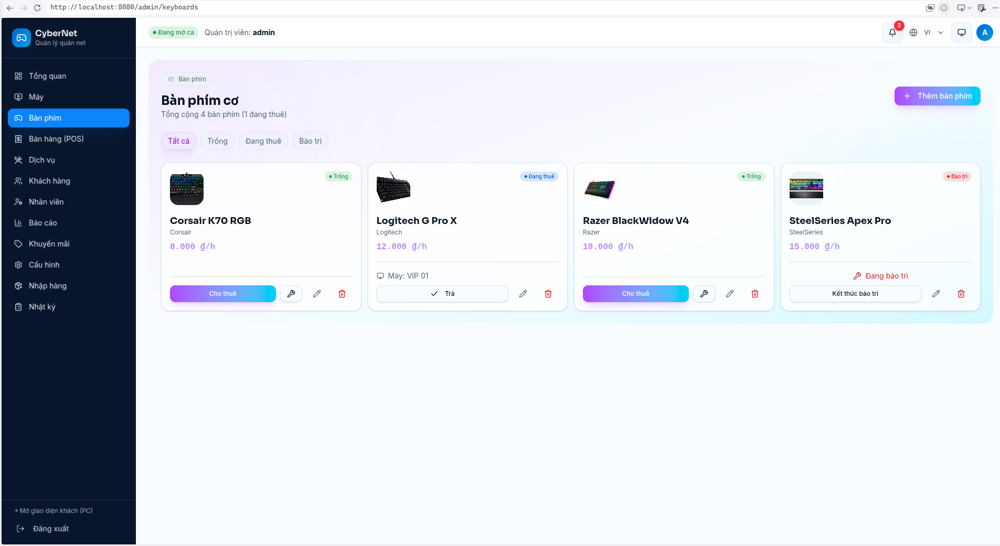 http://localhost:8080/admin/keyboards
CyberNet
Quản lý quán net
Đang mở ca
Quản trị viên: admin
2
VI
A
Tổng quan
Máy
Bàn phím
Bán hàng (POS)
Dịch vụ
Khách hàng
Nhân viên
Báo cáo
Khuyến mãi
Cấu hình
Nhập hàng
Nhật ký
→ Mở giao diện khách (PC)
Đăng xuất
Bàn phím
Bàn phím cơ
Tổng cộng 4 bàn phím (1 đang thuê)
+ Thêm bàn phím
Tất cả
Trống
Đang thuê
Bảo trì
Trống
Corsair K70 RGB
Corsair
8.000 ₫/h
Cho thuê
Đang thuê
Logitech G Pro X
Logitech
12.000 ₫/h
Máy: VIP 01
Trả
Trống
Razer BlackWidow V4
Razer
10.000 ₫/h
Cho thuê
Bảo trì
SteelSeries Apex Pro
SteelSeries
15.000 ₫/h
Đang bảo trì
Kết thúc bảo trì